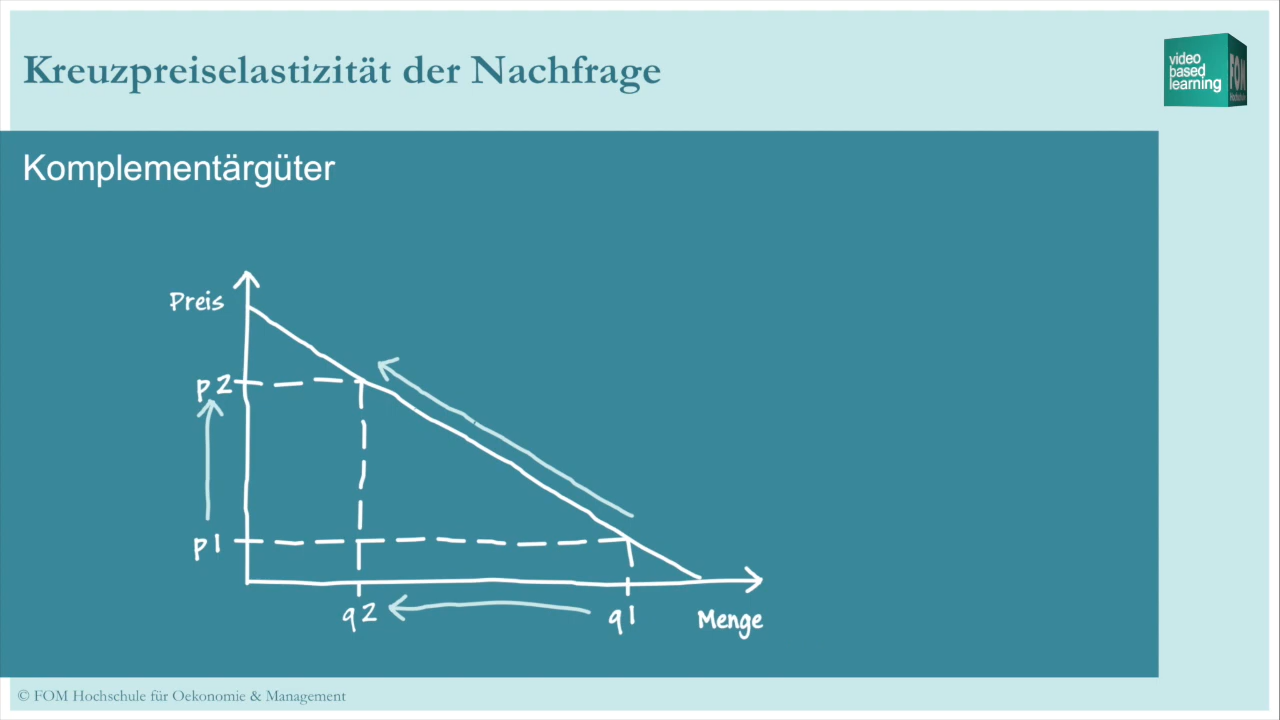 Kreuzpreiselastizität der Nachfrage
video
based
learning
FOM
Hochschule
Komplementärgüter
Preis
p2
p1
q2
q1
Menge
© FOM Hochschule für Oekonomie & Management